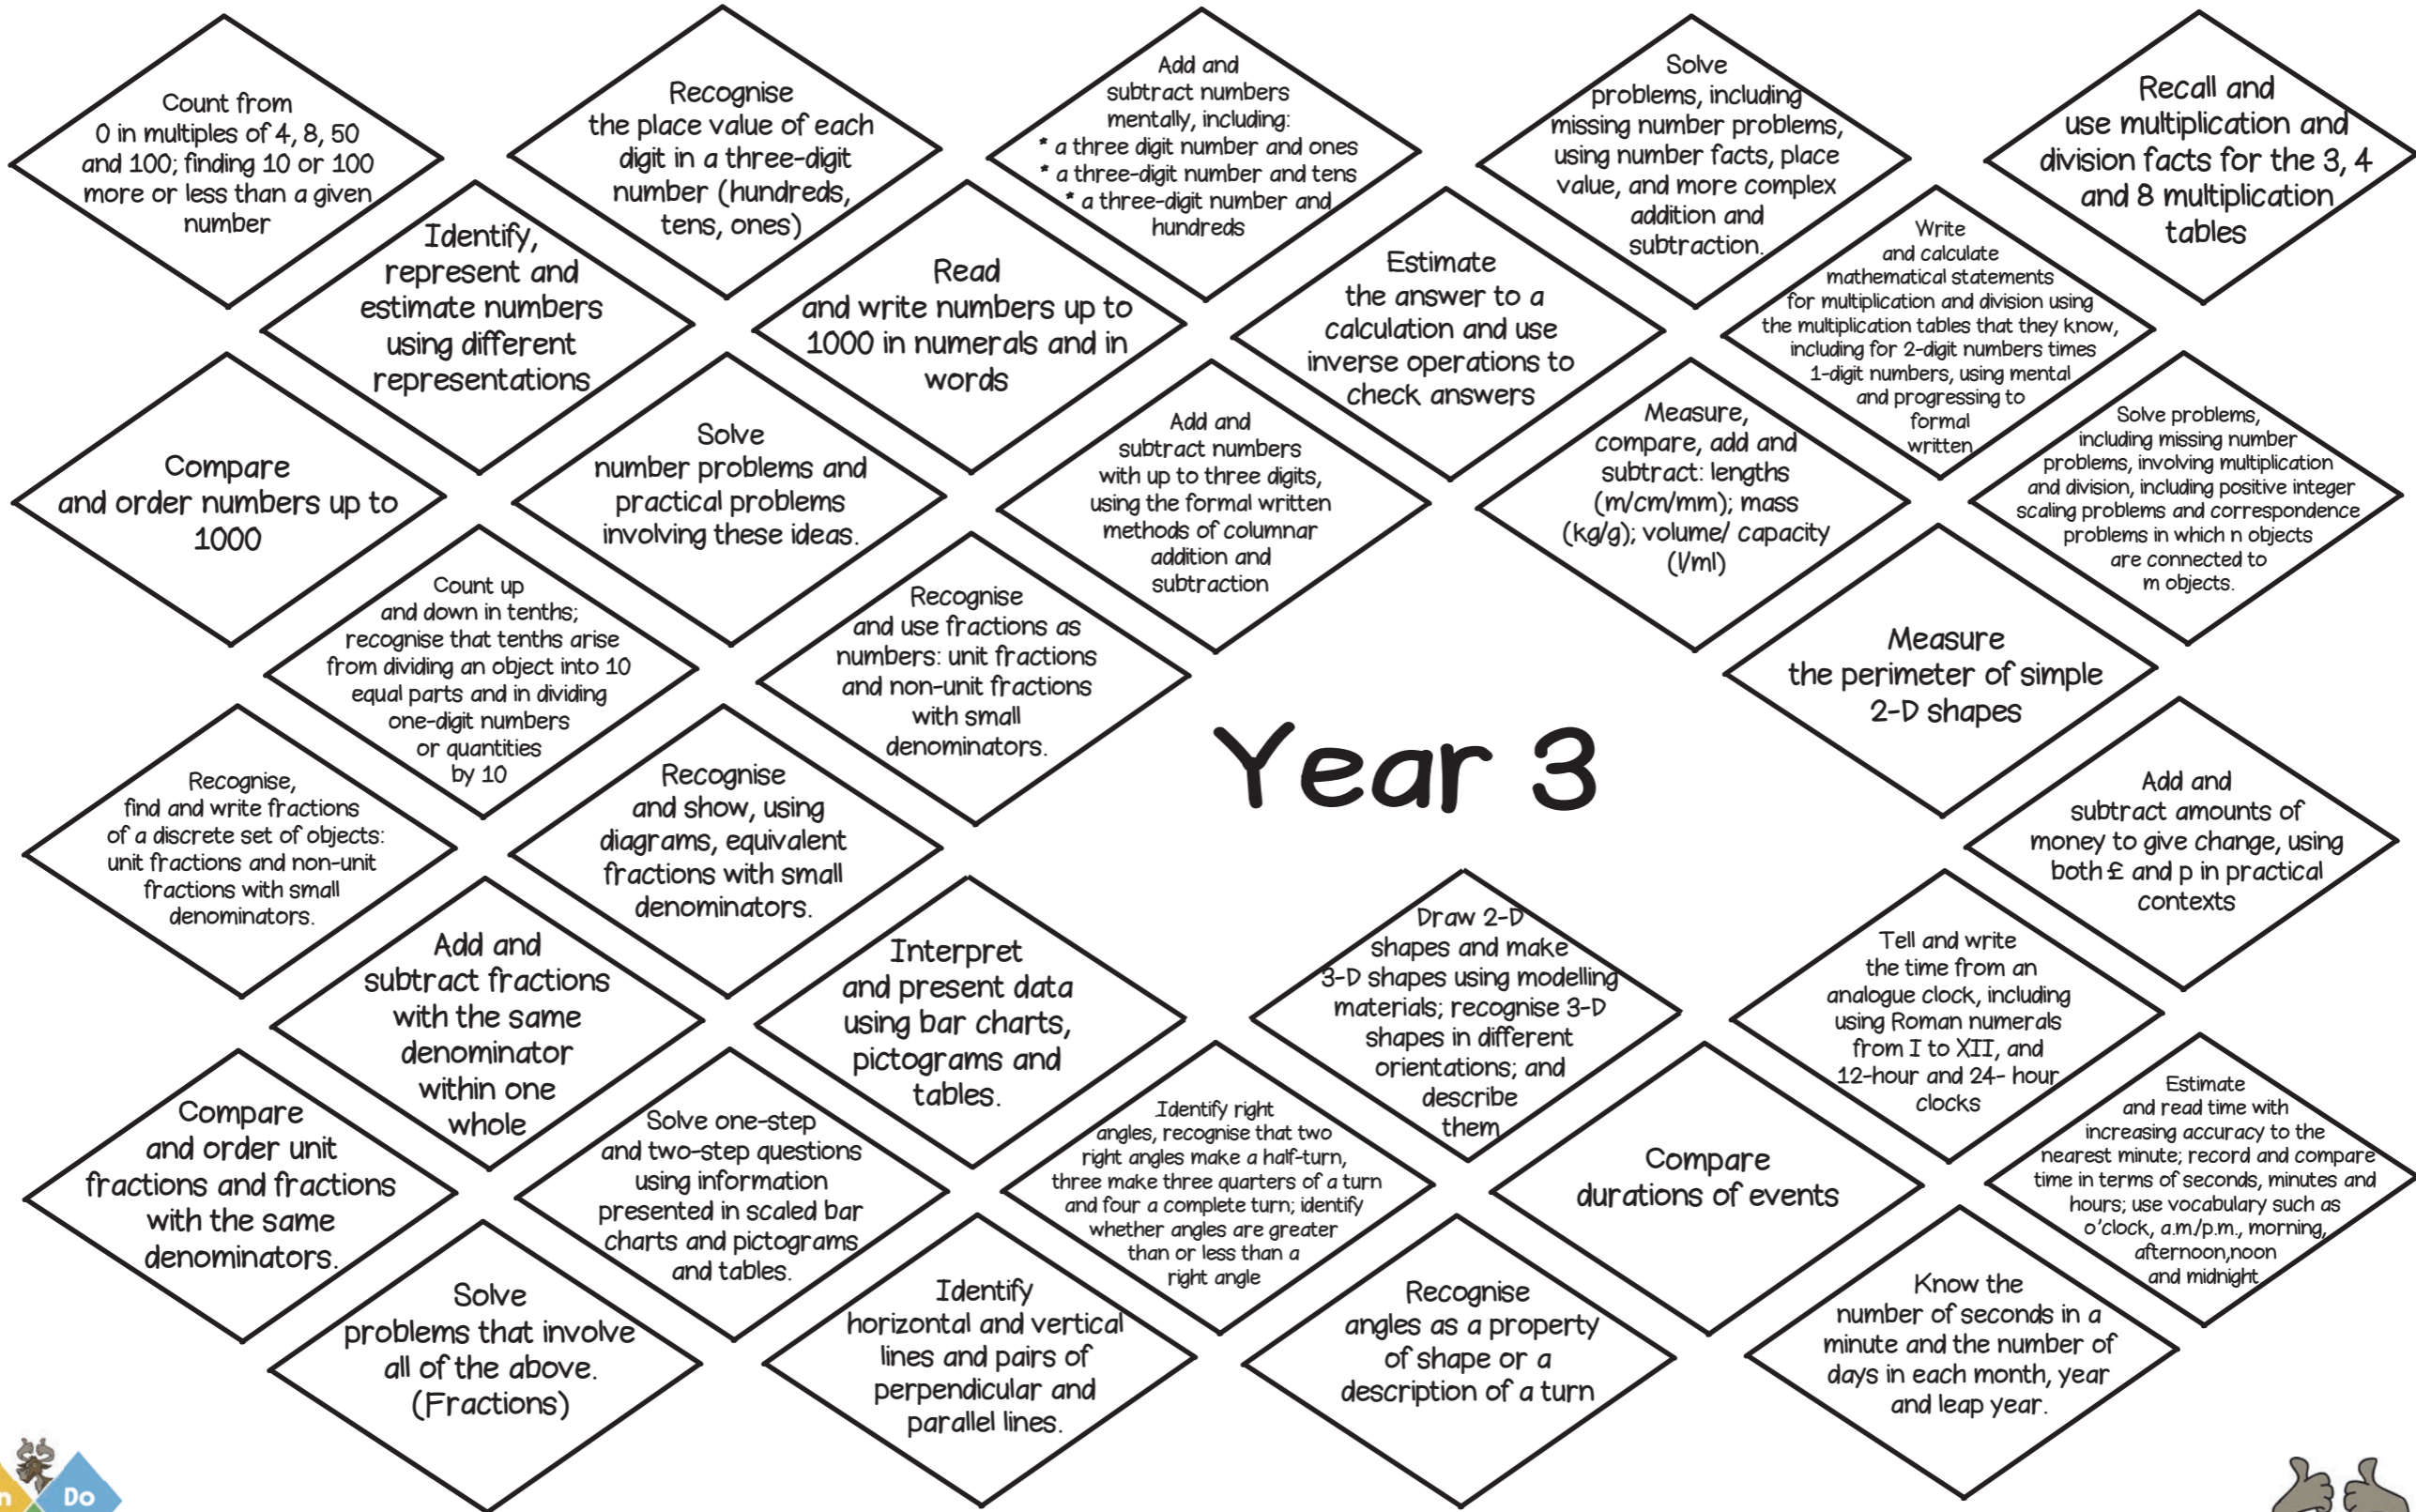 Count from
0 in multiples of 4, 8, 50
and 100; finding 10 or 100
more or less than a given
number
Recognise
the place value of each
digit in a three-digit
number (hundreds,
tens, ones)
Add and
subtract numbers
mentally, including:
* a three digit number and ones
* a three-digit number and tens
* a three-digit number and
hundreds
Solve
problems, including
missing number problems,
using number facts, place
value, and more complex
addition and
subtraction.
Recall and
use multiplication and
division facts for the 3, 4
and 8 multiplication
tables
Identify,
represent and
estimate numbers
using different
representations
Read
and write numbers up to
1000 in numerals and in
words
Estimate
the answer to a
calculation and use
inverse operations to
check answers
Write
and calculate
mathematical statements
for multiplication and division using
the multiplication tables that they know,
including for 2-digit numbers times
1-digit numbers, using mental
and progressing to
formal
written
Compare
and order numbers up to
1000
Solve
number problems and
practical problems
involving these ideas.
Add and
subtract numbers
with up to three digits,
using the formal written
methods of columnar
addition and
subtraction
Measure,
compare, add and
subtract: lengths
(m/cm/mm); mass
(kg/g); volume/ capacity
(l/ml)
Solve problems,
including missing number
problems, involving multiplication
and division, including positive integer
scaling problems and correspondence
problems in which n objects
are connected to
m objects.
Count up
and down in tenths;
recognise that tenths arise
from dividing an object into 10
equal parts and in dividing
one-digit numbers
or quantities
by 10
Recognise
and use fractions as
numbers: unit fractions
and non-unit fractions
with small
denominators.
Measure
the perimeter of simple
2-D shapes
Year 3
Recognise,
find and write fractions
of a discrete set of objects:
unit fractions and non-unit
fractions with small
denominators.
Recognise
and show, using
diagrams, equivalent
fractions with small
denominators.
Add and
subtract amounts of
money to give change, using
both £ and p in practical
contexts
Add and
subtract fractions
with the same
denominator
within one
whole
Interpret
and present data
using bar charts,
pictograms and
tables.
Draw 2-D
shapes and make
3-D shapes using modelling
materials; recognise 3-D
shapes in different
orientations; and
describe
them
Tell and write
the time from an
analogue clock, including
using Roman numerals
from I to XII, and
12-hour and 24- hour
clocks
Compare
and order unit
fractions and fractions
with the same
denominators.
Solve one-step
and two-step questions
using information
presented in scaled bar
charts and pictograms
and tables.
Identify right
angles, recognise that two
right angles make a half-turn,
three make three quarters of a turn
and four a complete turn; identify
whether angles are greater
than or less than a
right angle
Compare
durations of events
Estimate
and read time with
increasing accuracy to the
nearest minute; record and compare
time in terms of seconds, minutes and
hours; use vocabulary such as
o'clock, a.m./p.m., morning,
afternoon,noon
and midnight
Solve
problems that involve
all of the above.
(Fractions)
Identify
horizontal and vertical
lines and pairs of
perpendicular and
parallel lines.
Recognise
angles as a property
of shape or a
description of a turn
Know the
number of seconds in a
minute and the number of
days in each month, year
and leap year.
Do